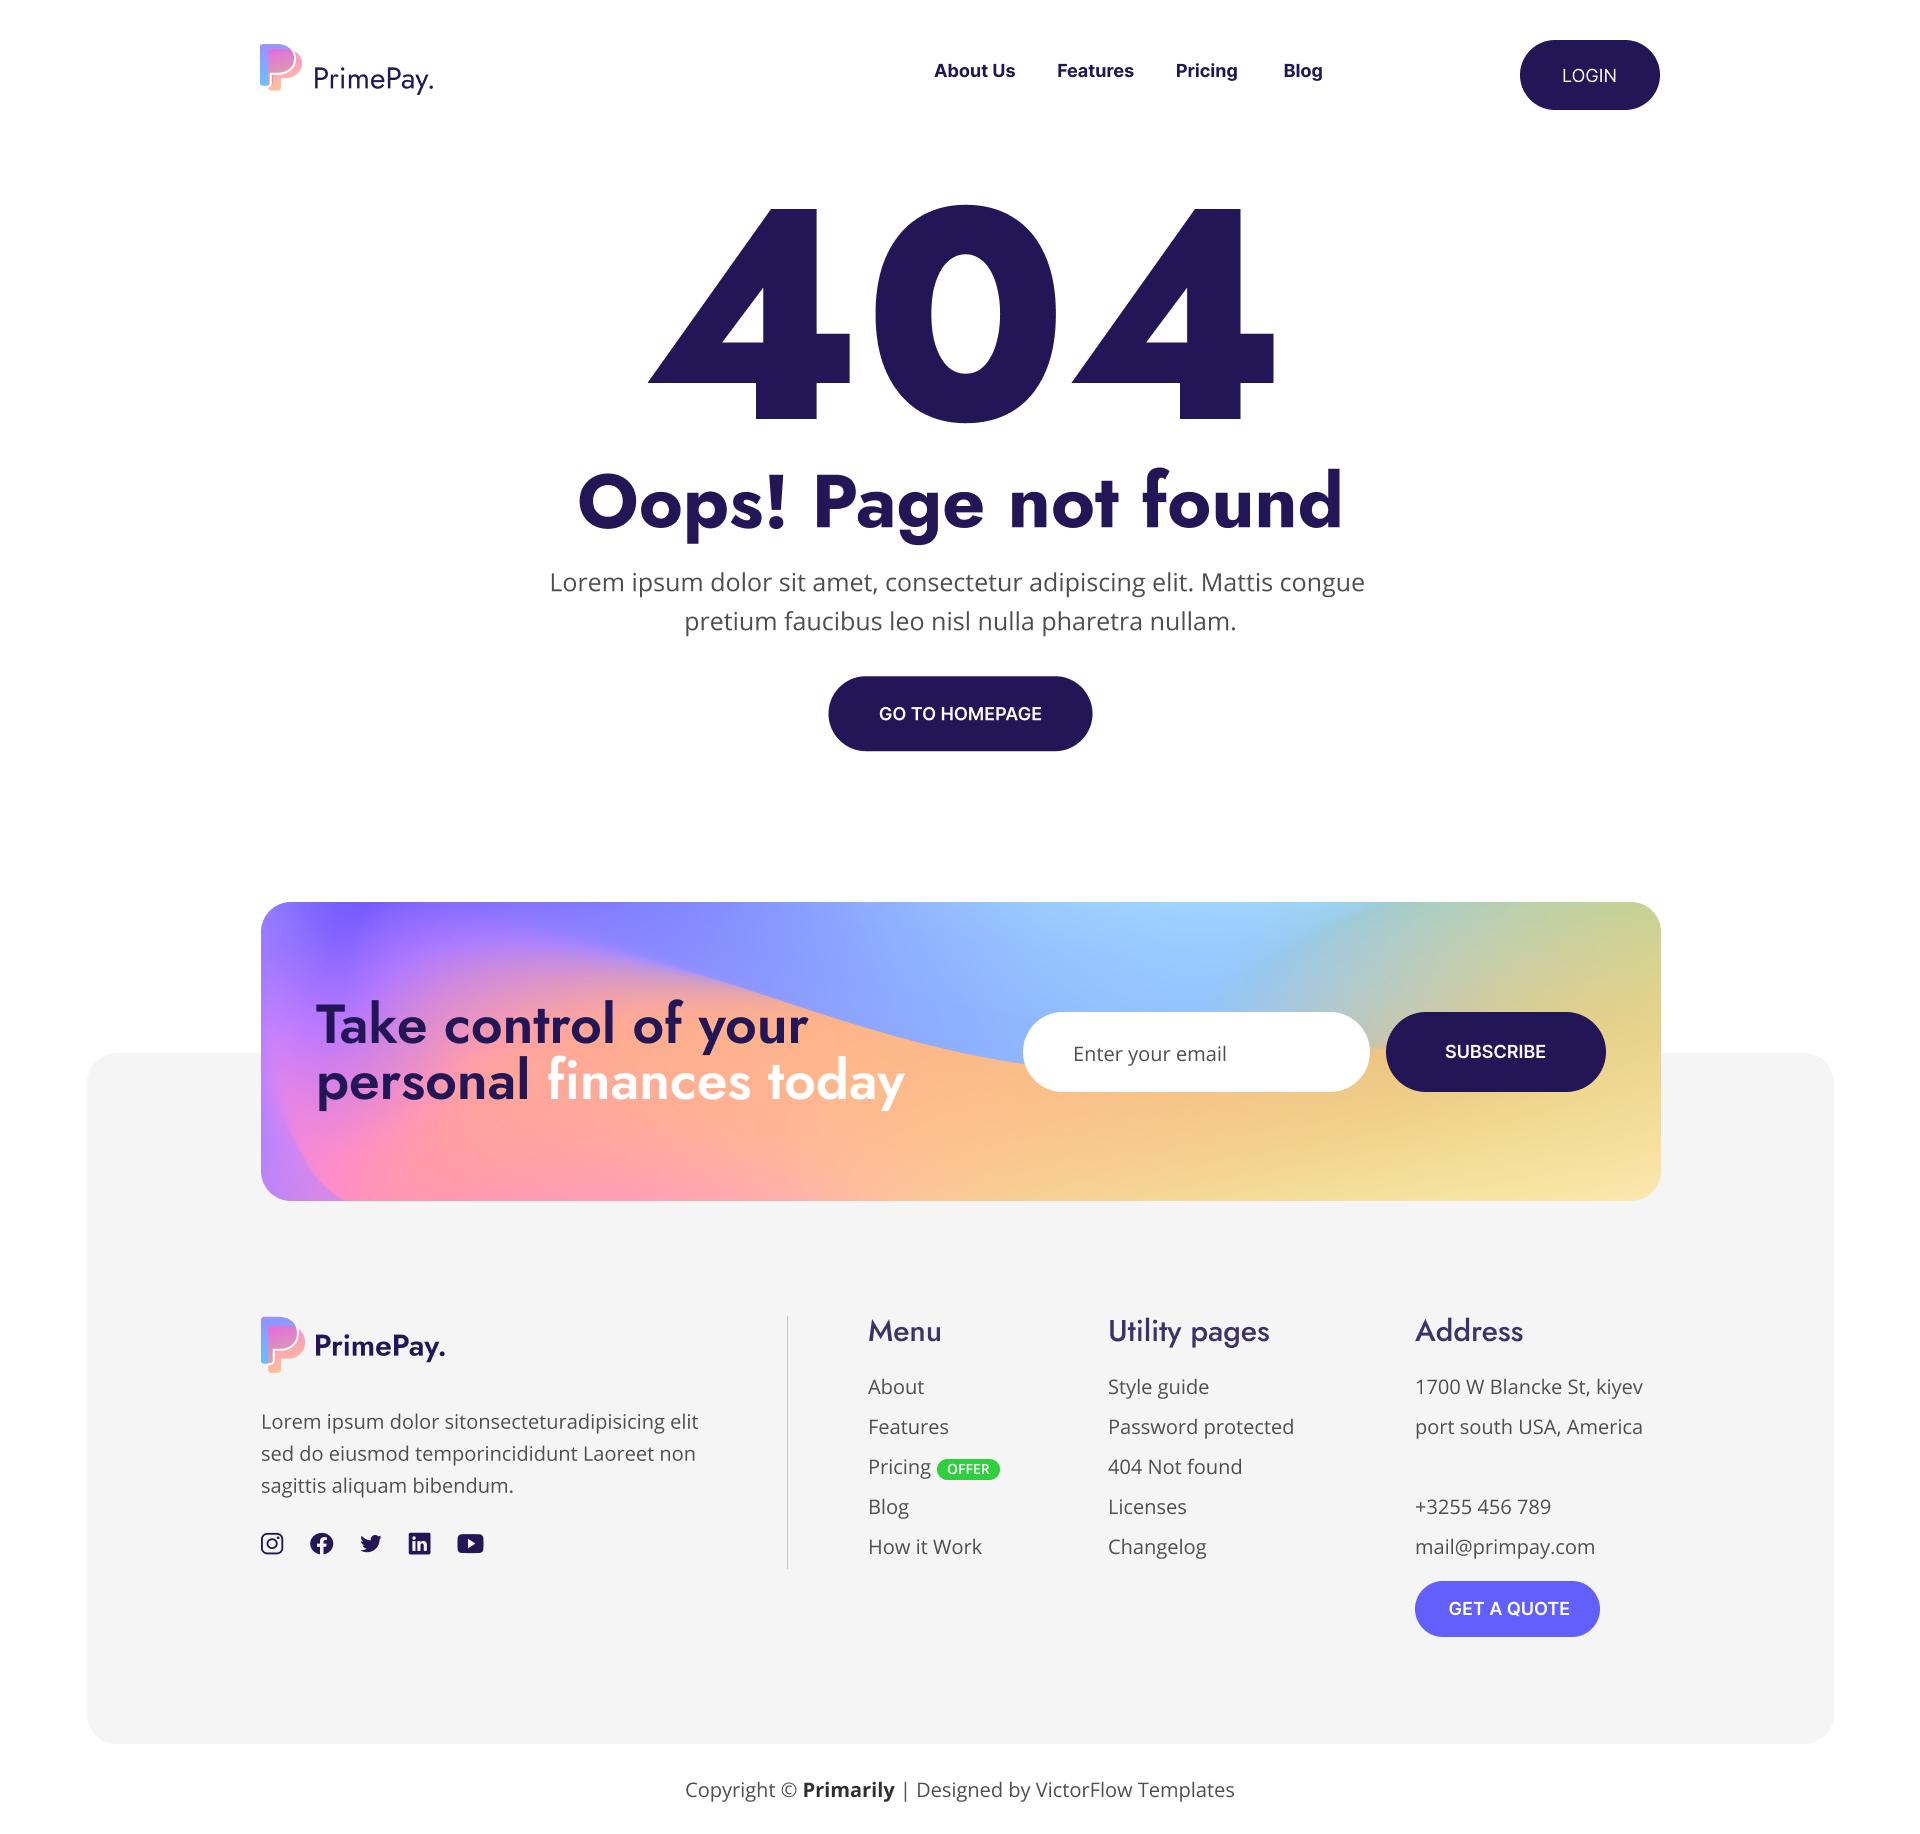 PrimePay.
About Us
Features
Pricing
Blog
LOGIN
404
Oops! Page not found
Lorem ipsum dolor sit amet, consectetur adipiscing elit. Mattis congue
pretium faucibus leo nisl nulla pharetra nullam.
GO TO HOMEPAGE
Take control of your
personal finances today
Enter your email
SUBSCRIBE
PrimePay.
Lorem ipsum dolor sitonsecteturadipisicing elit
sed do eiusmod temporincididunt Laoreet non
sagittis aliquam bibendum.
Menu
About
Features
Pricing OFFER
Blog
How it Work
Utility pages
Style guide
Password protected
404 Not found
Licenses
Changelog
Address
1700 W Blancke St, kiyev
port south USA, America
+3255 456 789
mail@primpay.com
GET A QUOTE
Copyright © Primarily | Designed by VictorFlow Templates